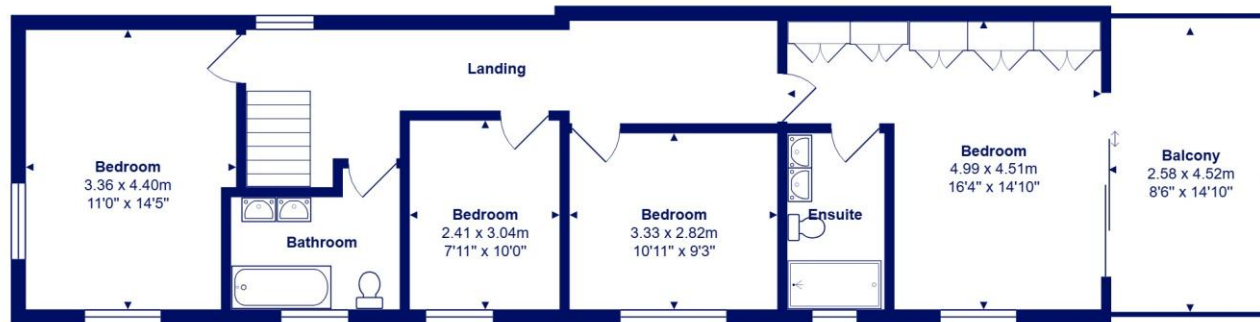 Landing
Bedroom
3.36 x 4.40m
11'0" x 14'5"
Bathroom
Bedroom
2.41 x 3.04m
7'11" x 10'0"
Bedroom
3.33 x 2.82m
10'11" x 9'3"
Ensuite
Bedroom
4.99 x 4.51m
16'4" x 14'10"
Balcony
2.58 x 4.52m
8'6" x 14'10"